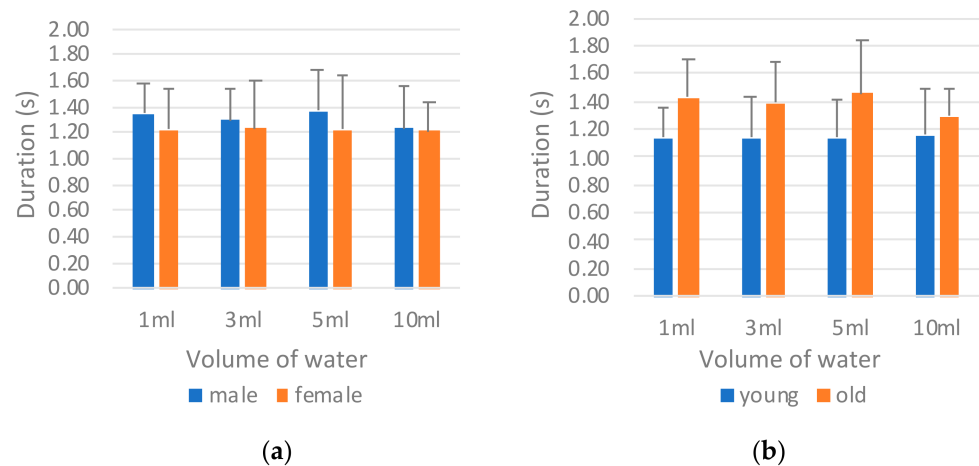 2.00
1.80
1.60
1.40
1.20
1.00
0.80
0.60
0.40
0.20
0.00
Duration (s)
1ml 3ml 5ml 10ml
Volume of water
male female
(a)
2.00
1.80
1.60
1.40
1.20
1.00
0.80
0.60
0.40
0.20
0.00
Duration (s)
1ml 3ml 5ml 10ml
Volume of water
young old
(b)